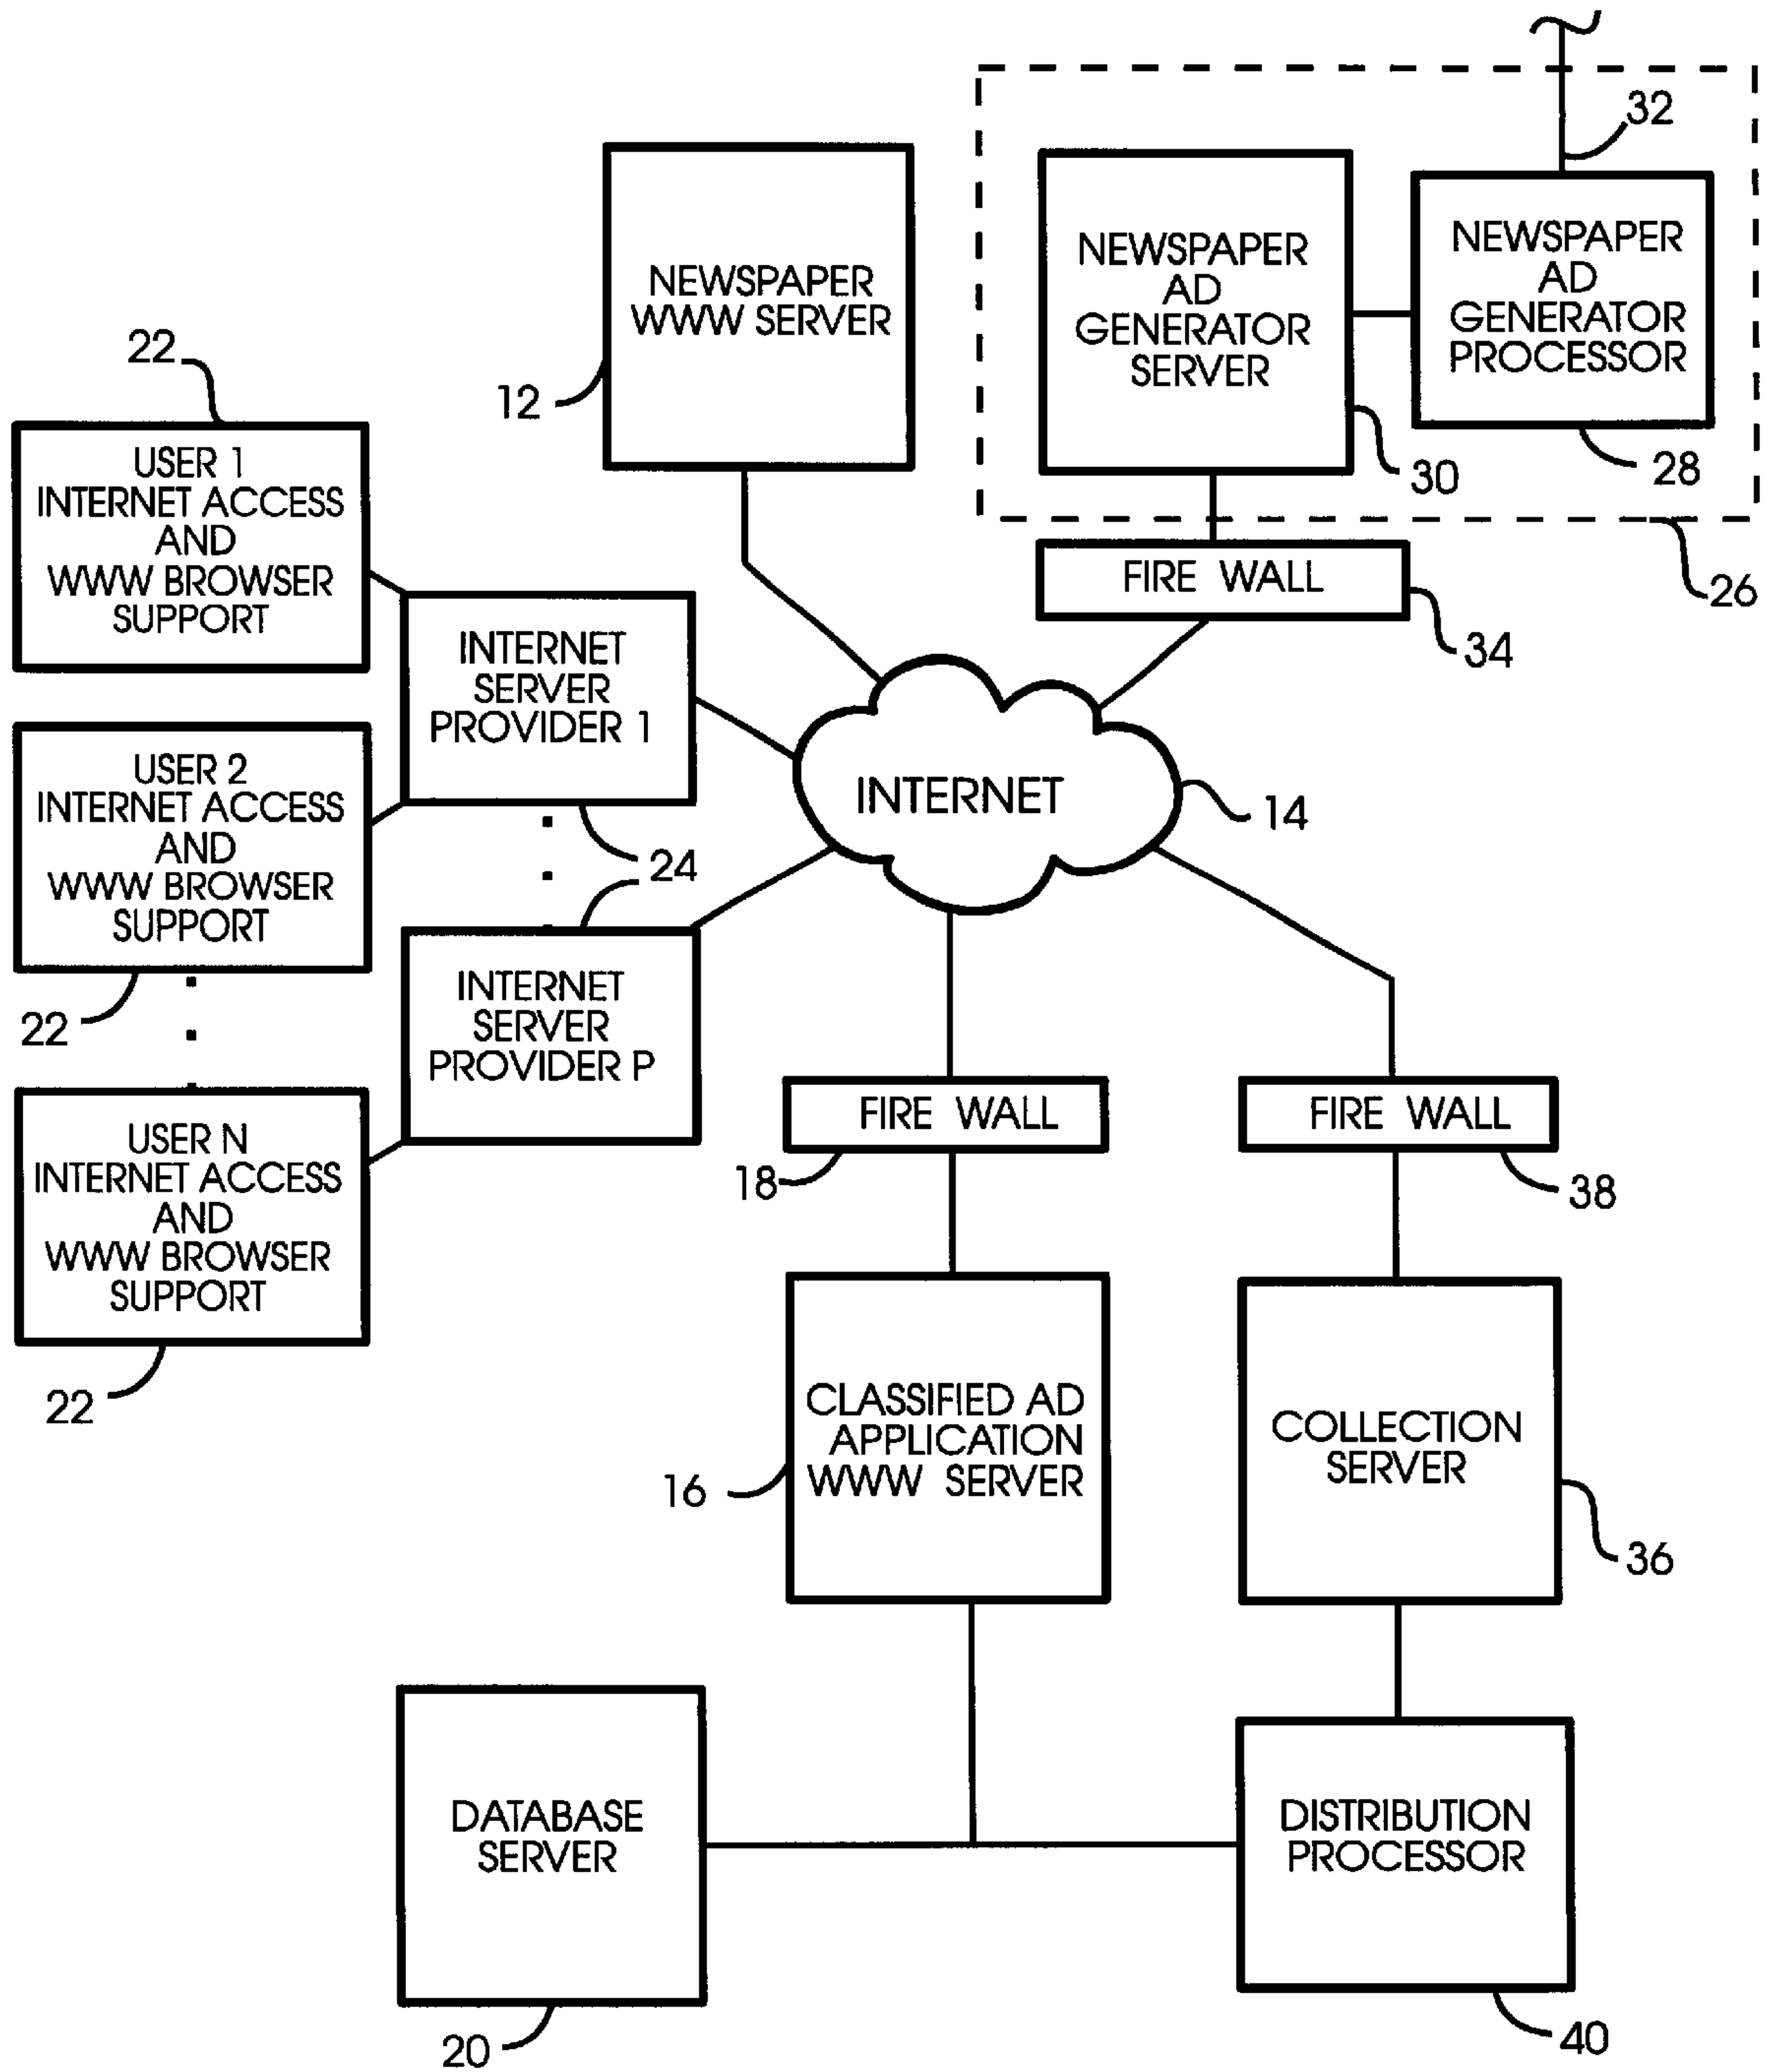 32
NEWSPAPER
WWW SERVER
12
NEWSPAPER
AD
GENERATOR
SERVER
30
NEWSPAPER
AD
GENERATOR
PROCESSOR
28
26
FIRE WALL
34
22
USER 1
INTERNET ACCESS
AND
WWW BROWSER
SUPPORT
INTERNET
SERVER
PROVIDER 1
24
USER 2
INTERNET ACCESS
AND
WWW BROWSER
SUPPORT
22
INTERNET
14
24
INTERNET
SERVER
PROVIDER P
USER N
INTERNET ACCESS
AND
WWW BROWSER
SUPPORT
22
FIRE WALL
18
FIRE WALL
38
CLASSIFIED AD
APPLICATION
WWW SERVER
16
COLLECTION
SERVER
36
DATABASE
SERVER
20
DISTRIBUTION
PROCESSOR
40